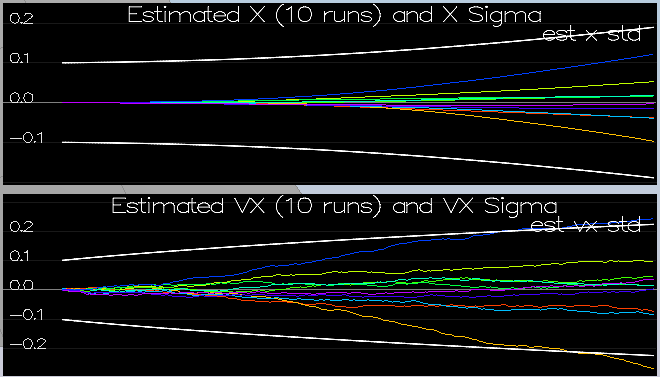 Estimated X (10 runs) and X Sigma
0.2
est x std
0.1
0.0
-0.1
Estimated VX (10 runs) and VX Sigma
0.2
est vx std
0.1
0.0
-0.1
-0.2